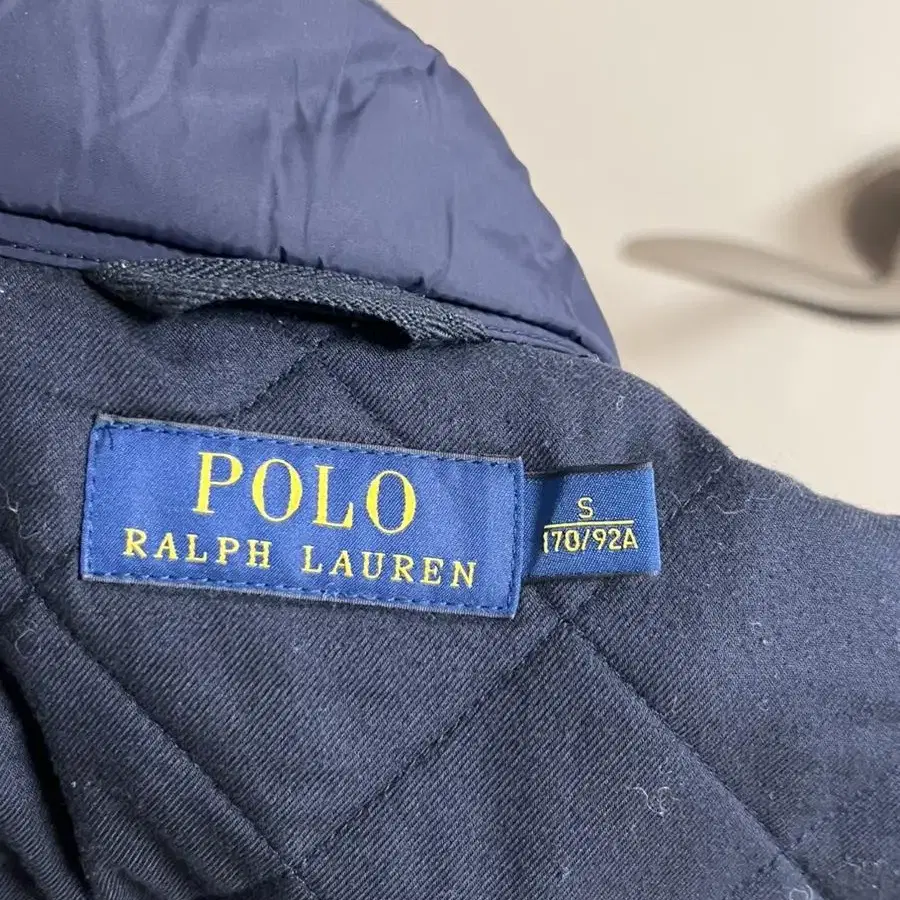 POLO
RALPH LAUREN
S
170/92A